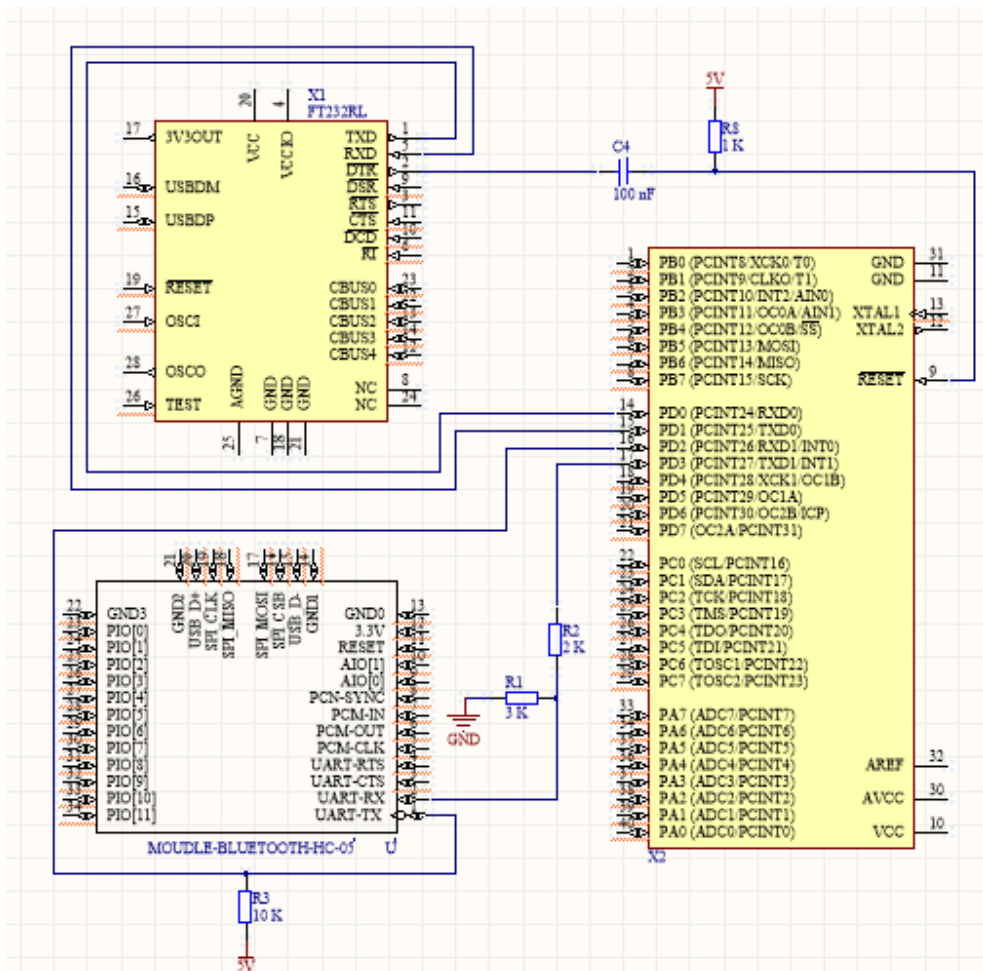 X1
FT232RL
17
3V3OUT
20
VCC
4
VCCIO
TXD
1
RXD
5
DTR
2
16
USBDM
DSR
9
RTS
3
15
USBDP
CTS
11
DCD
10
RI
6
19
RESET
CBUS0
23
CBUS1
27
OSCI
CBUS2
CBUS3
CBUS4
28
OSCO
NC
8
26
TEST
NC
24
AGND
GND
GND
GND
25
7
18
21
5V
R8
1 K
C4
100 nF
1
PB0 (PCINT8/XCK0/T0)
PB1 (PCINT9/CLKO/T1)
PB2 (PCINT10/INT2/AIN0)
PB3 (PCINT11/OC0A/AIN1)
PB4 (PCINT12/OC0B/SS)
PB5 (PCINT13/MOSI)
PB6 (PCINT14/MISO)
PB7 (PCINT15/SCK)
GND
31
GND
11
XTAL1
13
XTAL2
12
RESET
9
14
PD0 (PCINT24/RXD0)
15
PD1 (PCINT25/TXD0)
16
PD2 (PCINT26/RXD1/INT0)
17
PD3 (PCINT27/TXD1/INT1)
PD4 (PCINT28/XCK1/OC1B)
PD5 (PCINT29/OC1A)
PD6 (PCINT30/OC2B/ICP)
PD7 (OC2A/PCINT31)
22
PC0 (SCL/PCINT16)
PC1 (SDA/PCINT17)
PC2 (TCK/PCINT18)
PC3 (TMS/PCINT19)
PC4 (TDO/PCINT20)
PC5 (TDI/PCINT21)
PC6 (TOSC1/PCINT22)
PC7 (TOSC2/PCINT23)
33
PA7 (ADC7/PCINT7)
PA6 (ADC6/PCINT6)
PA5 (ADC5/PCINT5)
PA4 (ADC4/PCINT4)
PA3 (ADC3/PCINT3)
PA2 (ADC2/PCINT2)
PA1 (ADC1/PCINT1)
PA0 (ADC0/PCINT0)
AREF
32
AVCC
30
VCC
10
X2
R2
2 K
R1
3 K
GND
21
GND2
USB D+
SPI_CLK
SPI_MISO
17
SPI_MOSI
SPI_CSB
USB D-
GND1
22
GND3
PIO[0]
PIO[1]
PIO[2]
PIO[3]
PIO[4]
PIO[5]
PIO[6]
PIO[7]
PIO[8]
PIO[9]
PIO[10]
PIO[11]
GND0
13
3.3V
RESET
AIO[1]
AIO[0]
PCN-SYNC
PCM-IN
PCM-OUT
PCM-CLK
UART-RTS
UART-CTS
UART-RX
UART-TX
MOUDLE-BLUETOOTH-HC-05'
U
R3
10 K
5V